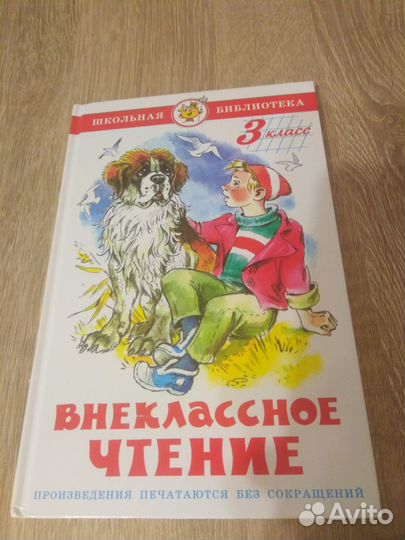 ШКОЛЬНАЯ БИБЛИОТЕКА
3 класс
ВНЕКЛАССНОЕ
ЧТЕНИЕ
ПРОИЗВЕДЕНИЯ ПЕЧАТАЮТСЯ БЕЗ СОКРАЩЕНИЙ
Avito